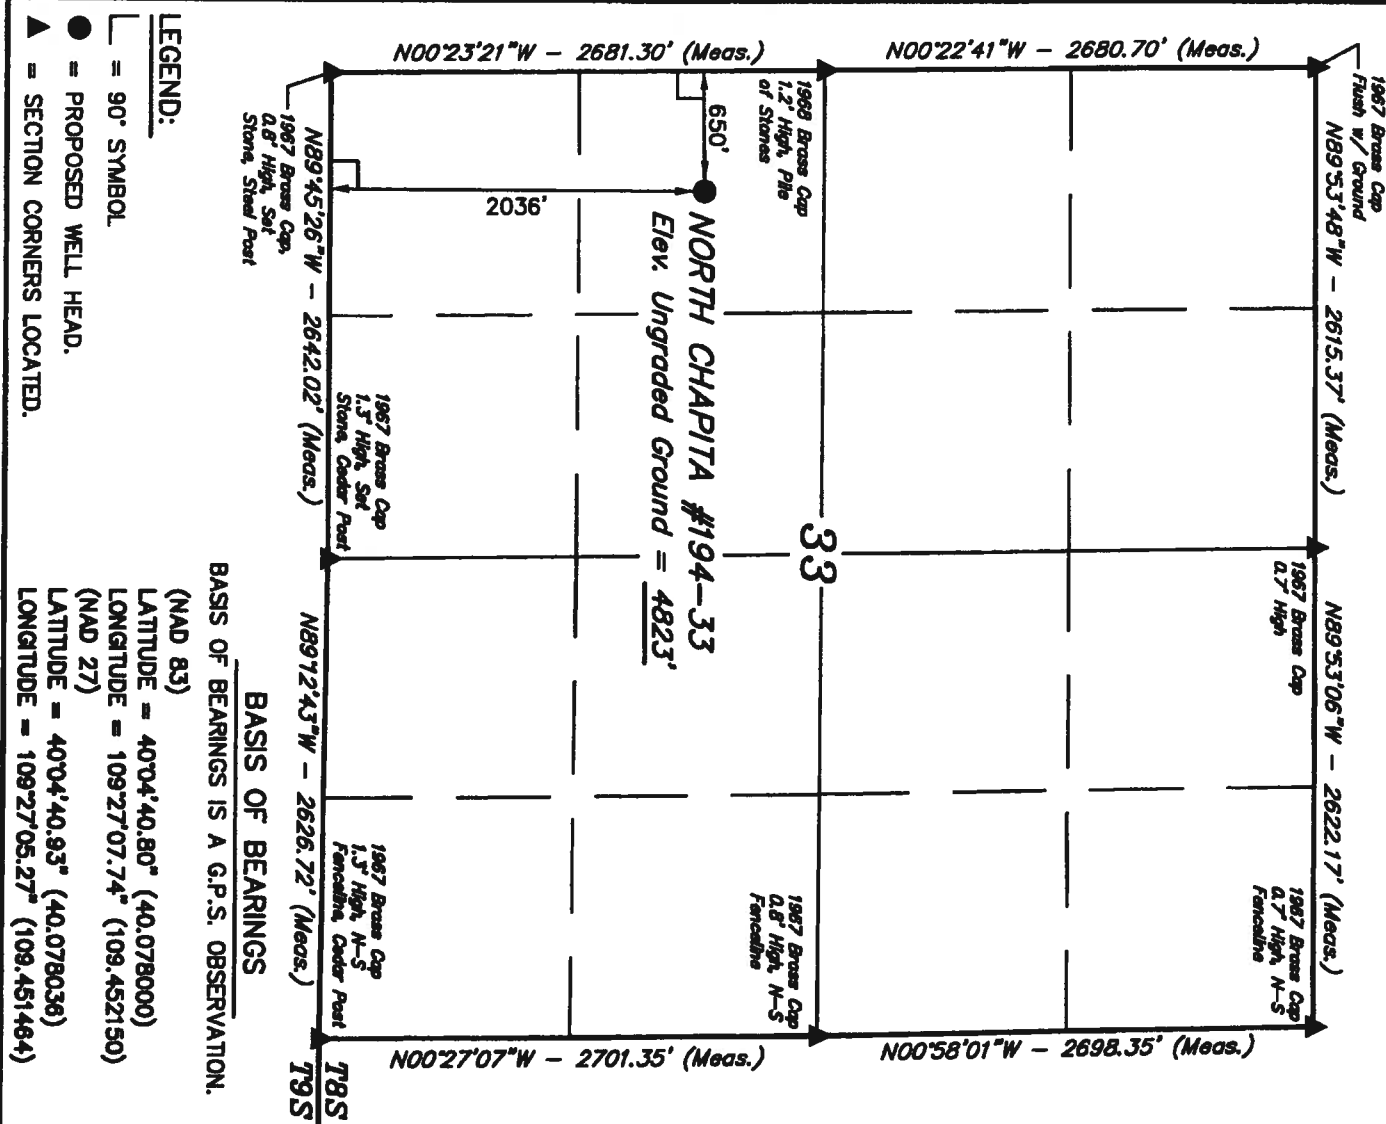 1967 Brass Cap
Flush w/ Ground
N89°53'48"W - 2615.37' (Meas.)
N89°53'06"W - 2622.17' (Meas.)
1967 Brass Cap
0.7' High
1967 Brass Cap
0.7' High, N-S
Fenceline
N00°22'41"W - 2680.70' (Meas.)
N00°58'01"W - 2698.35' (Meas.)
33
1968 Brass Cap
1.2' High, Pile
of Stones
1967 Brass Cap
0.8' High, N-S
Fenceline
650'
2036'
NORTH CHAPITA #194-33
Elev. Ungraded Ground = 4823'
N00°23'21"W - 2681.30' (Meas.)
N00°27'07"W - 2701.35' (Meas.)
1967 Brass Cap
1.3' High, Set
Stone, Cedar Post
1967 Brass Cap
1.3' High, N-S
Fenceline, Cedar Post
T8S
T9S
N89°45'26"W - 2642.02' (Meas.)
N89°12'43"W - 2626.72' (Meas.)
1967 Brass Cap,
0.8' High, Set
Stone, Steel Post
BASIS OF BEARINGS
BASIS OF BEARINGS IS A G.P.S. OBSERVATION.
LEGEND:
= 90° SYMBOL
= PROPOSED WELL HEAD.
= SECTION CORNERS LOCATED.
(NAD 83)
LATITUDE = 40°04'40.80" (40.078000)
LONGITUDE = 109°27'07.74" (109.452150)
(NAD 27)
LATITUDE = 40°04'40.93" (40.078036)
LONGITUDE = 109°27'05.27" (109.451464)